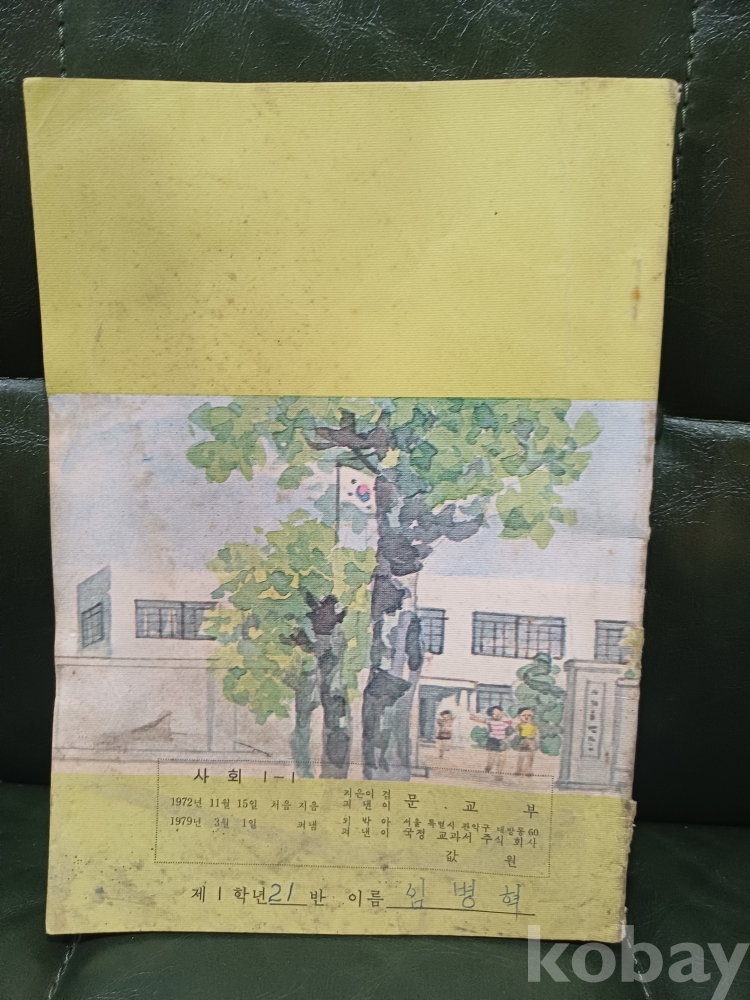 사 회 1-1
지은이 겸
펴 낸 이 문 교 부
1972년 11월 15일 처음 지음
1979년 3월 1일 펴냄
박 아
펴 낸 이
서울 특별시 관악구 대방동 60
국정 교과서 주식 회사
값 원
제 1 학년 21 반 이름 임 병 혁
kobay